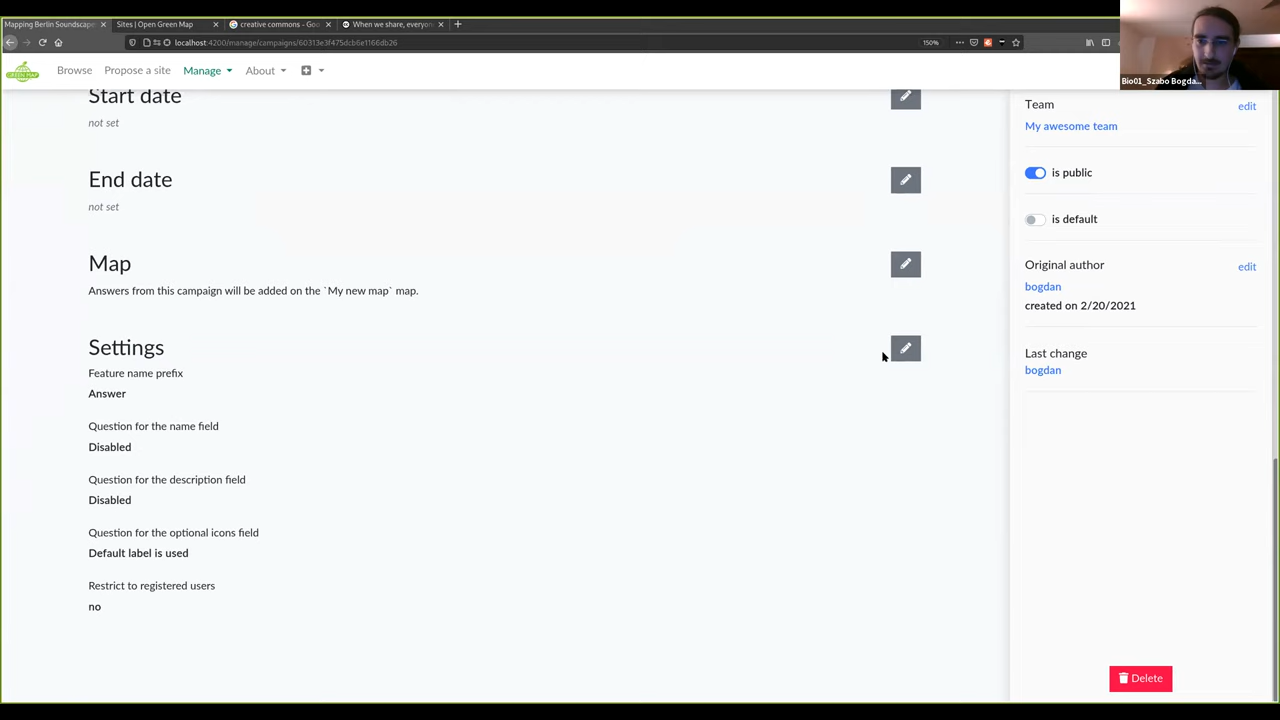 Mapping Berlin Soundscape
Sites | Open Green Map
creative commons - Goo
When we share, everyon
localhost:4200/manage/campaigns/60313e3f475dcb6e1166db26
150%
GREEN MAP
Browse
Propose a site
Manage
About
Bio01_Szabo Bogda...
Start date
not set
End date
not set
Map
Answers from this campaign will be added on the `My new map` map.
Settings
Feature name prefix
Answer
Question for the name field
Disabled
Question for the description field
Disabled
Question for the optional icons field
Default label is used
Restrict to registered users
no
Team
edit
My awesome team
is public
is default
Original author
edit
bogdan
created on 2/20/2021
Last change
bogdan
Delete